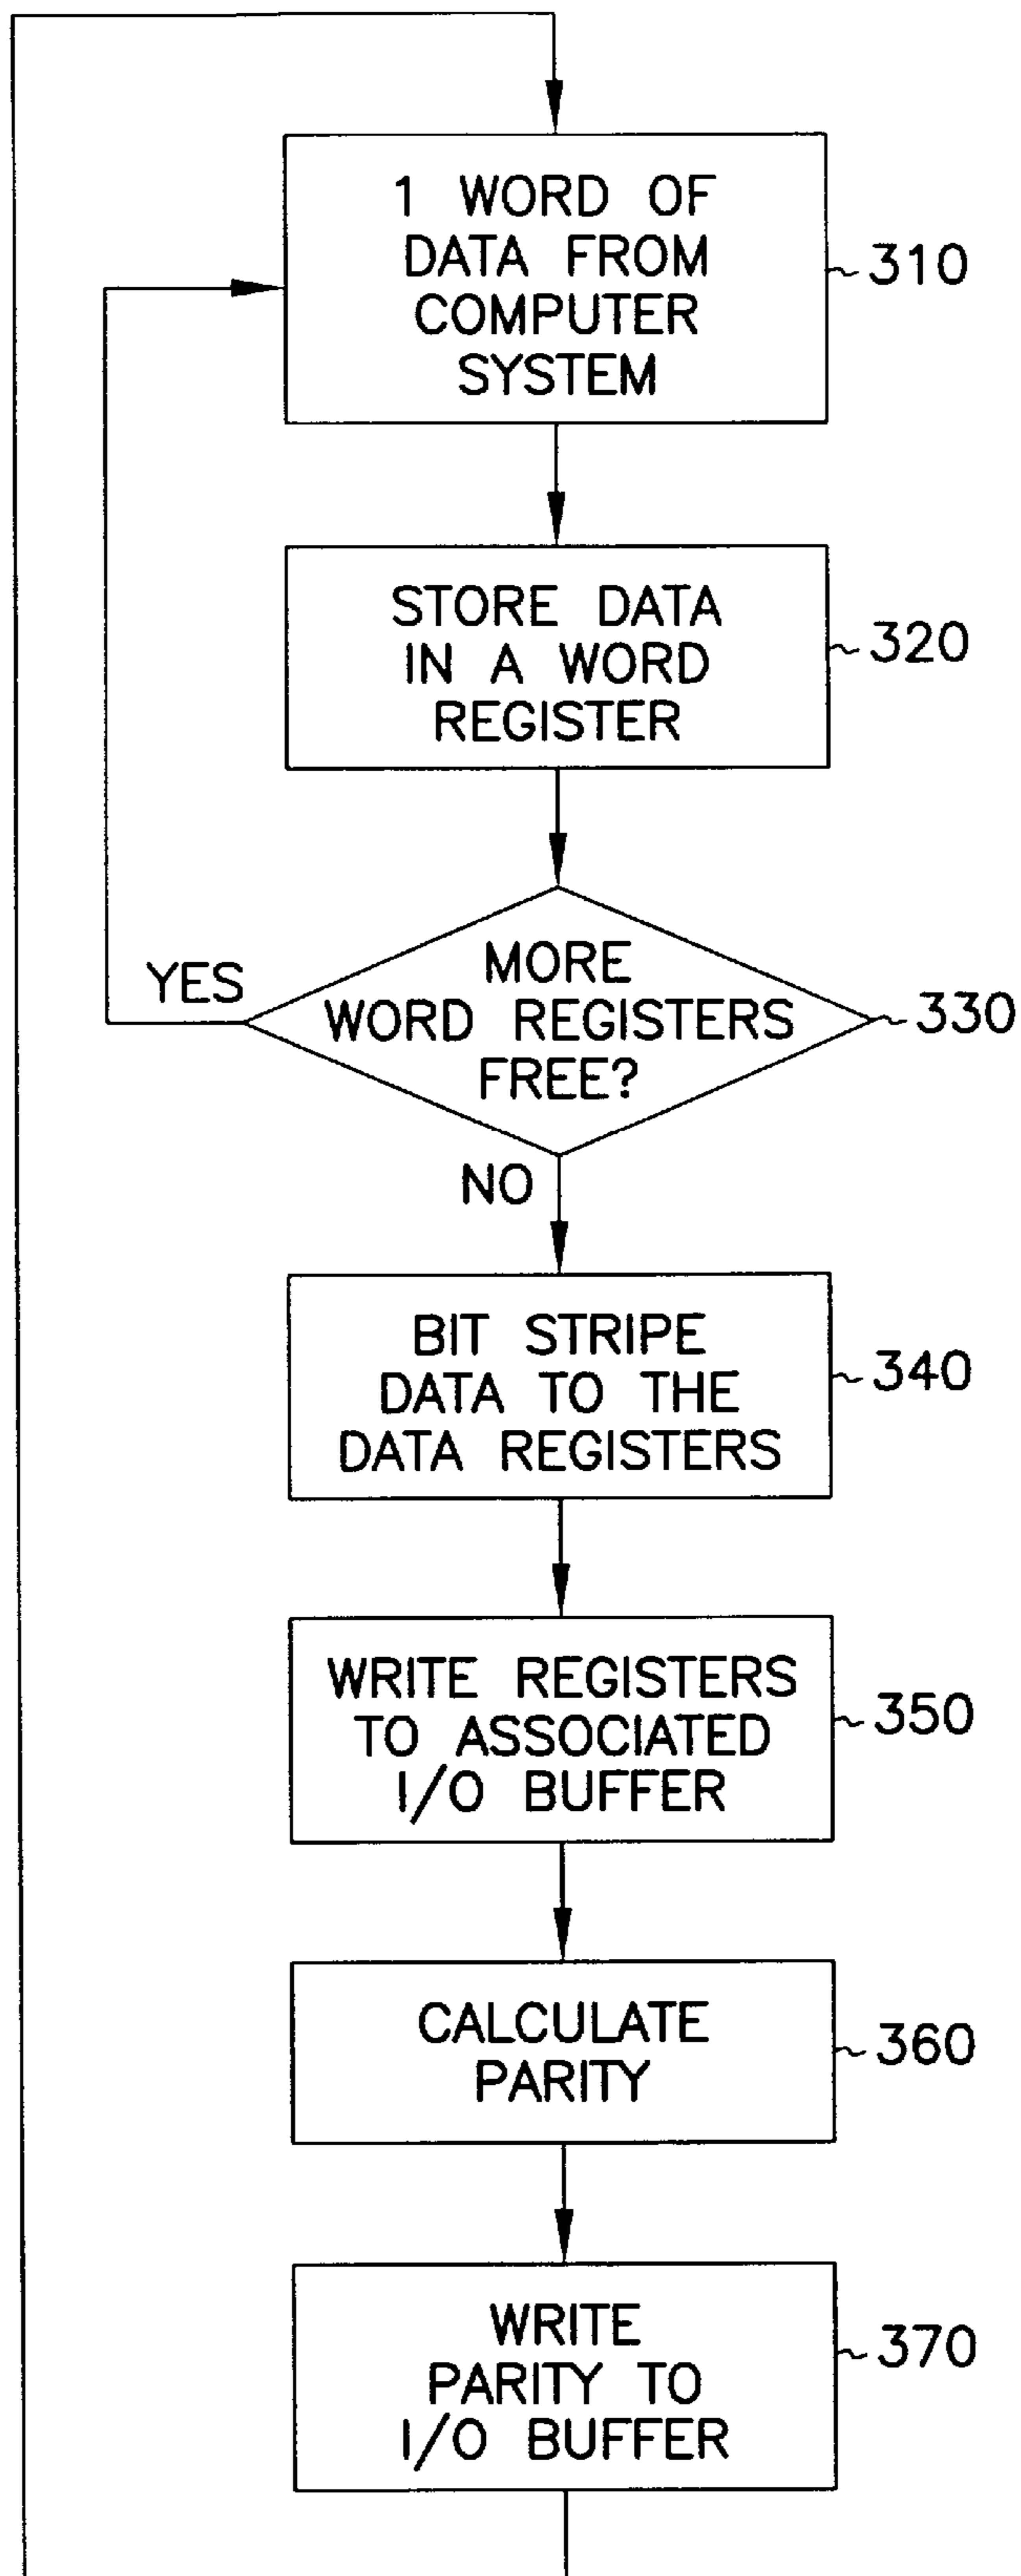 1 WORD OF
DATA FROM
COMPUTER
SYSTEM
310
STORE DATA
IN A WORD
REGISTER
320
MORE
WORD REGISTERS
FREE?
330
YES
NO
BIT STRIPE
DATA TO THE
DATA REGISTERS
340
WRITE REGISTERS
TO ASSOCIATED
I/O BUFFER
350
CALCULATE
PARITY
360
WRITE
PARITY TO
I/O BUFFER
370